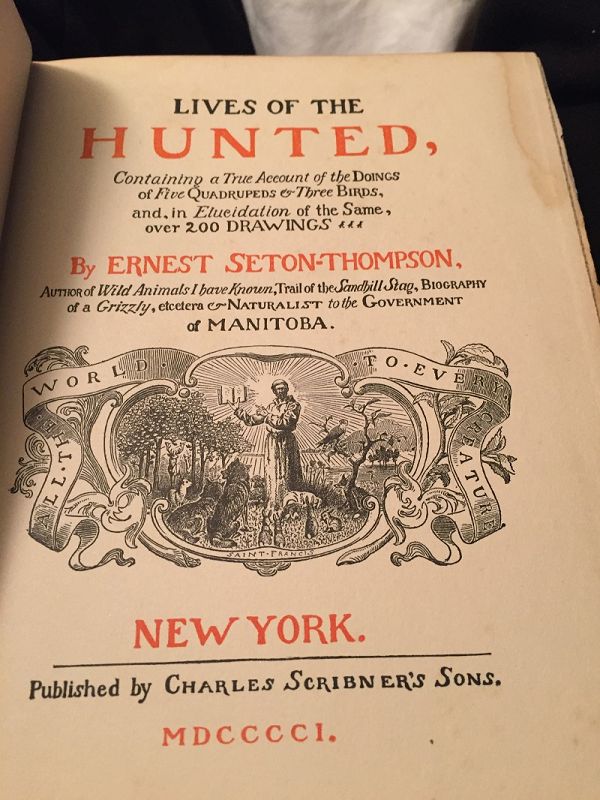 LIVES OF THE
HUNTED,
Containing a True Account of the DOINGS
of Five QUADRUPEDS & Three BIRDS,
and, in Elucidation of the Same,
over 200 DRAWINGS
By ERNEST SETON-THOMPSON,
AUTHOR of Wild Animals I have Known, Trail of the Sandhill Stag, BIOGRAPHY
of a Grizzly, etcetera & NATURALIST to the GOVERNMENT
of MANITOBA.
ALL · THE · WORLD · TO · EVERY · CREATURE
SAINT · FRANCIS
NEW YORK.
Published by CHARLES SCRIBNER'S SONS.
MDCCCCI.